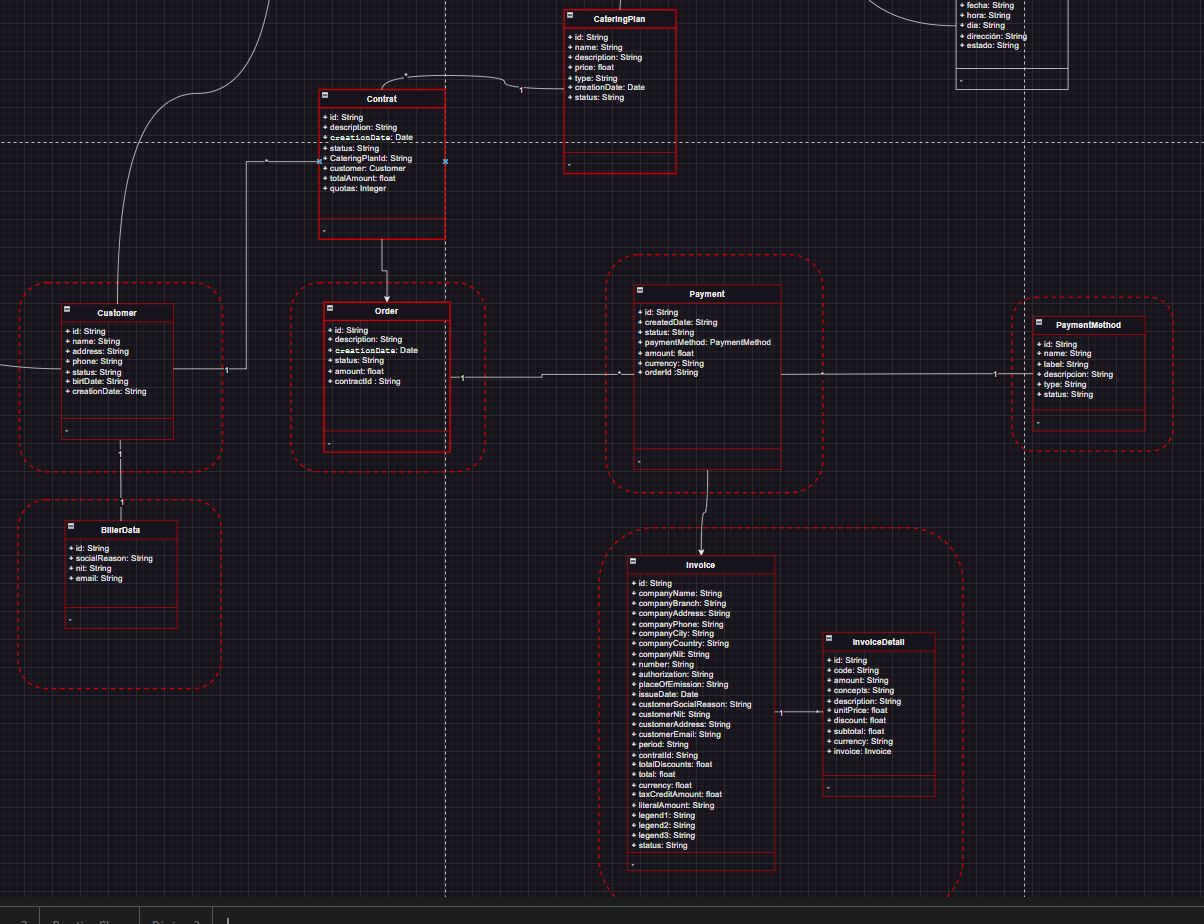 + fecha: String
+ hora: String
+ dia: String
+ dirección: String
+ estado: String
-
CateringPlan
+ id: String
+ name: String
+ description: String
+ price: float
+ type: String
+ creationDate: Date
+ status: String
-
*
1
Contrat
+ id: String
+ description: String
+ creationDate: Date
+ status: String
+ CateringPlanId: String
+ customer: Customer
+ totalAmount: float
+ quotas: Integer
-
*
1
Customer
+ id: String
+ name: String
+ address: String
+ phone: String
+ status: String
+ birtDate: String
+ creationDate: String
-
1
1
BillerData
+ id: String
+ socialReason: String
+ nit: String
+ email: String
-
Order
+ id: String
+ description: String
+ creationDate: Date
+ status: String
+ amount: float
+ contractId : String
-
1
*
Payment
+ id: String
+ createdDate: String
+ status: String
+ paymentMethod: PaymentMethod
+ amount: float
+ currency: String
+ orderId :String
-
*
1
PaymentMethod
+ id: String
+ name: String
+ label: String
+ descripcion: String
+ type: String
+ status: String
-
Invoice
+ id: String
+ companyName: String
+ companyBranch: String
+ companyAddress: String
+ companyPhone: String
+ companyCity: String
+ companyCountry: String
+ companyNit: String
+ number: String
+ authorization: String
+ placeOfEmission: String
+ issueDate: Date
+ customerSocialReason: String
+ customerNit: String
+ customerAddress: String
+ customerEmail: String
+ period: String
+ contratId: String
+ totalDiscounts: float
+ total: float
+ currency: float
+ taxCreditAmount: float
+ literalAmount: String
+ legend1: String
+ legend2: String
+ legend3: String
+ status: String
-
1
*
InvoiceDetail
+ id: String
+ code: String
+ amount: String
+ concepts: String
+ description: String
+ unitPrice: float
+ discount: float
+ subtotal: float
+ currency: String
+ invoice: Invoice
-